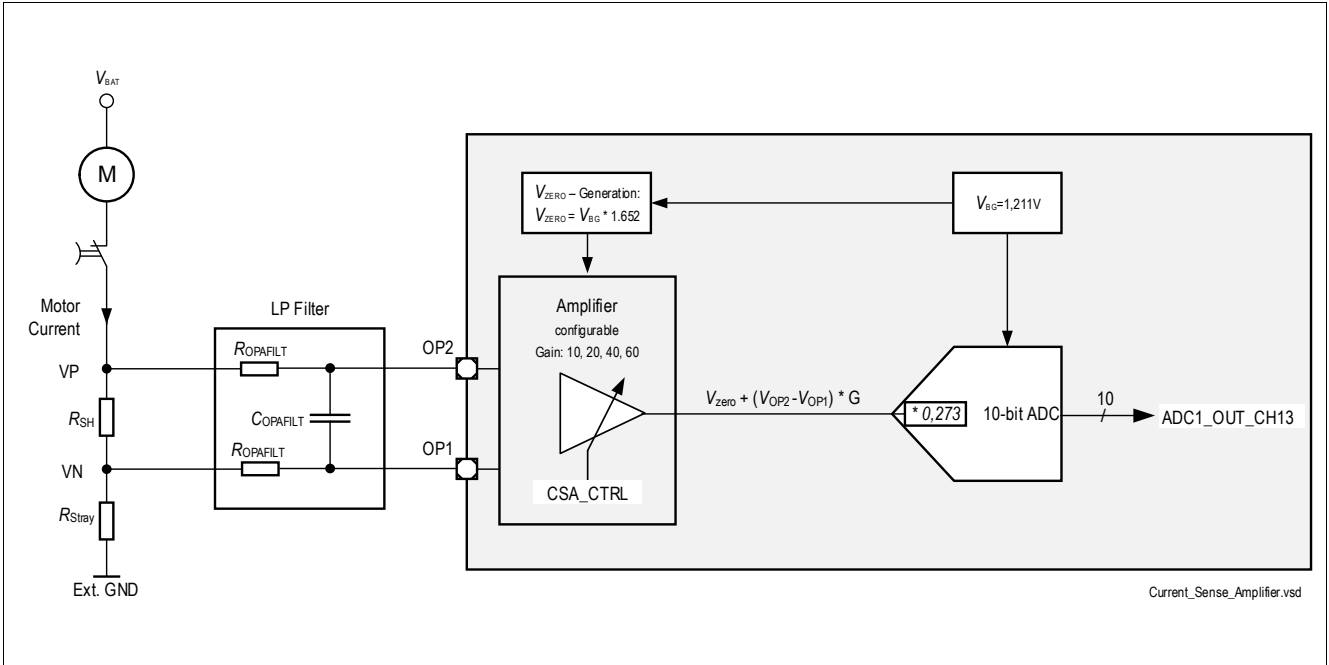 VBAT
M
Motor
Current
VP
RSH
VN
RStray
Ext. GND
LP Filter
ROPAFILT
COPAFILT
ROPAFILT
OP2
OP1
VZERO – Generation:
VZERO = VBG * 1.652
VBG=1,211V
Amplifier
configurable
Gain: 10, 20, 40, 60
CSA_CTRL
Vzero + (VOP2-VOP1) * G
* 0,273
10-bit ADC
10
ADC1_OUT_CH13
Current_Sense_Amplifier.vsd